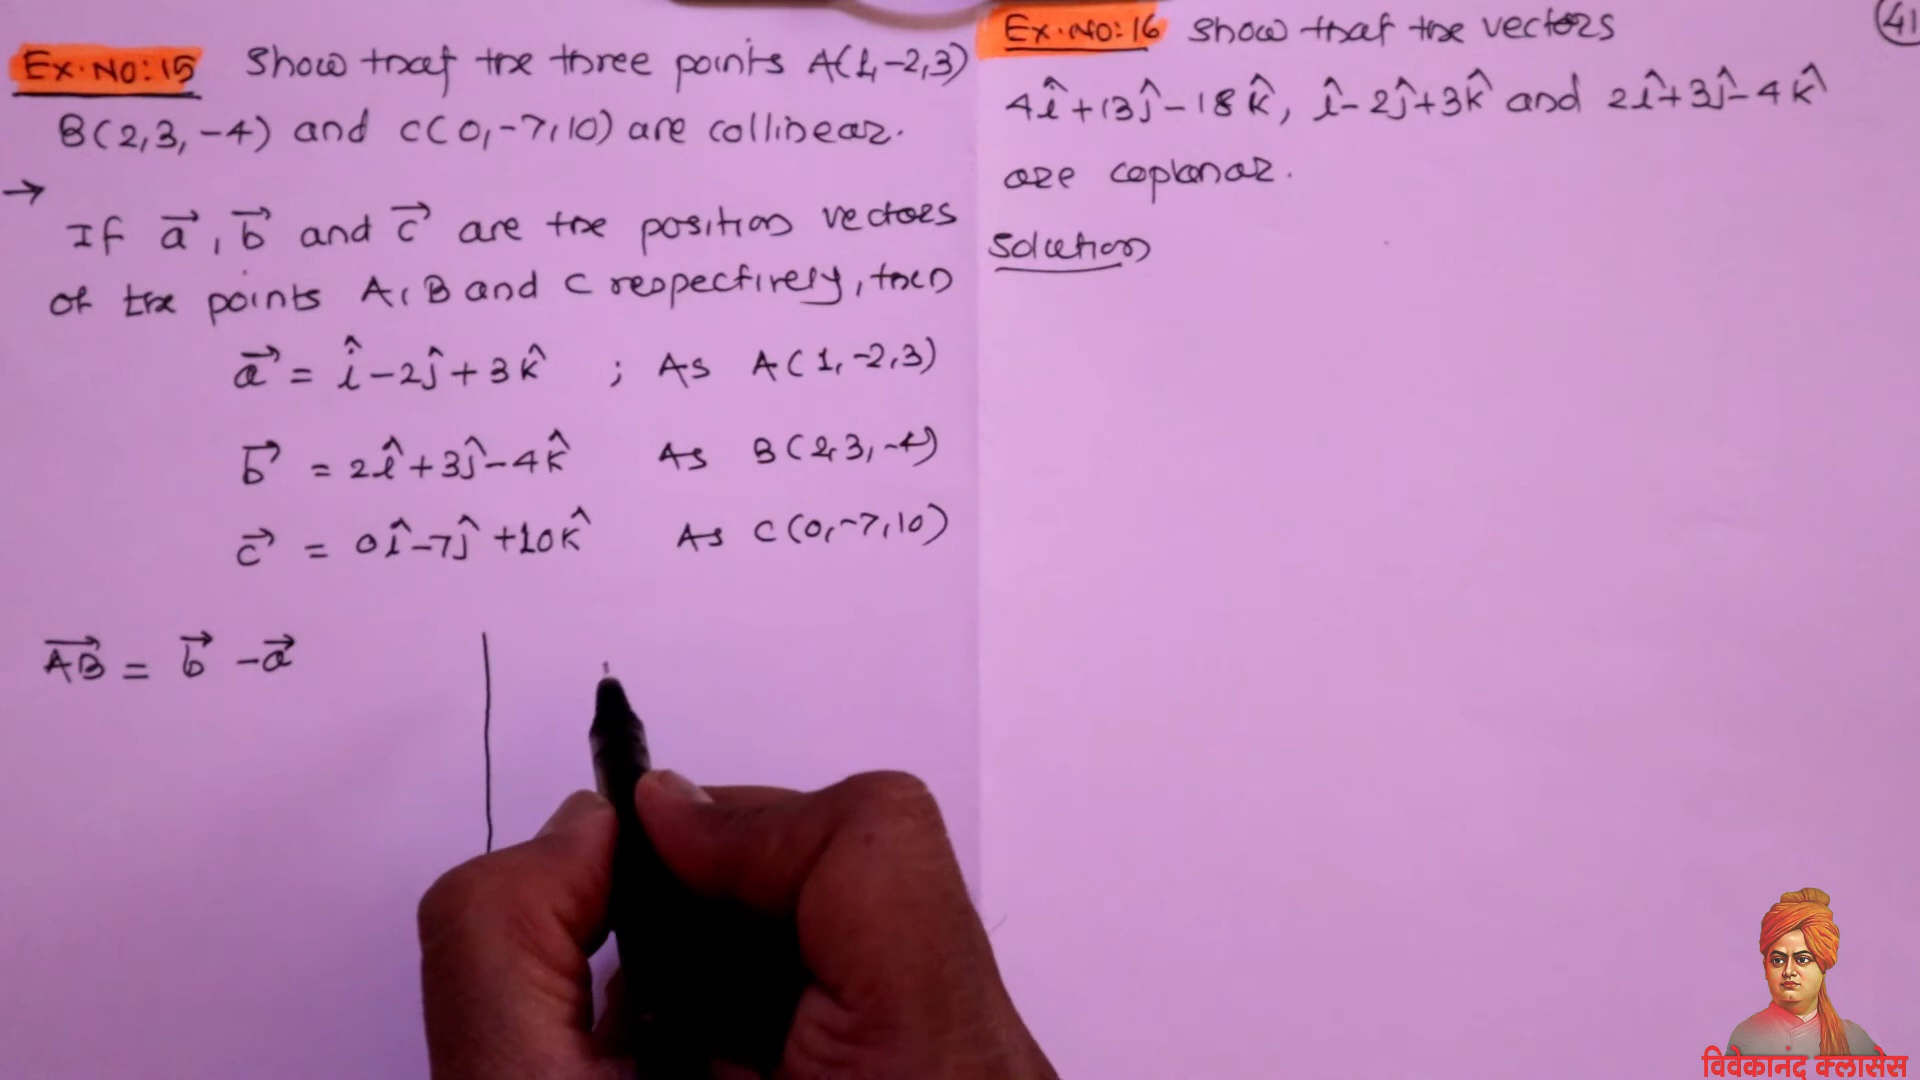 Ex.No:15 Show that the three points A(1,-2,3)
B(2,3,-4) and C(0,-7,10) are collinear.
→
If a⃗, b⃗ and c⃗ are the position vectors
of the points A, B and C respectively, then
a⃗ = î - 2ĵ + 3k̂ ; As A(1,-2,3)
b⃗ = 2î + 3ĵ - 4k̂ As B(2,3,-4)
c⃗ = 0î - 7ĵ + 10k̂ As C(0,-7,10)
A⃗B⃗ = b⃗ - a⃗
Ex.No:16 Show that the vectors
4î + 13ĵ - 18k̂, î - 2ĵ + 3k̂ and 2î + 3ĵ - 4k̂
are coplanar.
Solution
41
विवेकानंद क्लासेस